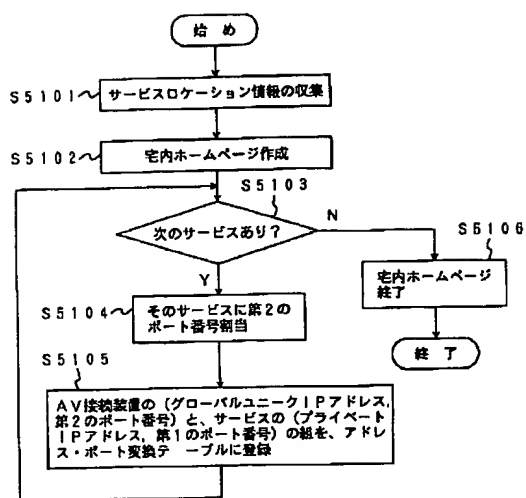 始め
S5101
サービスロケーション情報の収集
S5102
宅内ホームページ作成
S5103
次のサービスあり?
N
Y
S5106
宅内ホームページ
終了
終了
S5104
そのサービスに第2の
ポート番号割当
S5105
AV接続装置の(グローバルユニークIPアドレス,
第2のポート番号)と、サービスの(プライベート
IPアドレス,第1のポート番号)の組を、アドレ
ス・ポート変換テーブルに登録